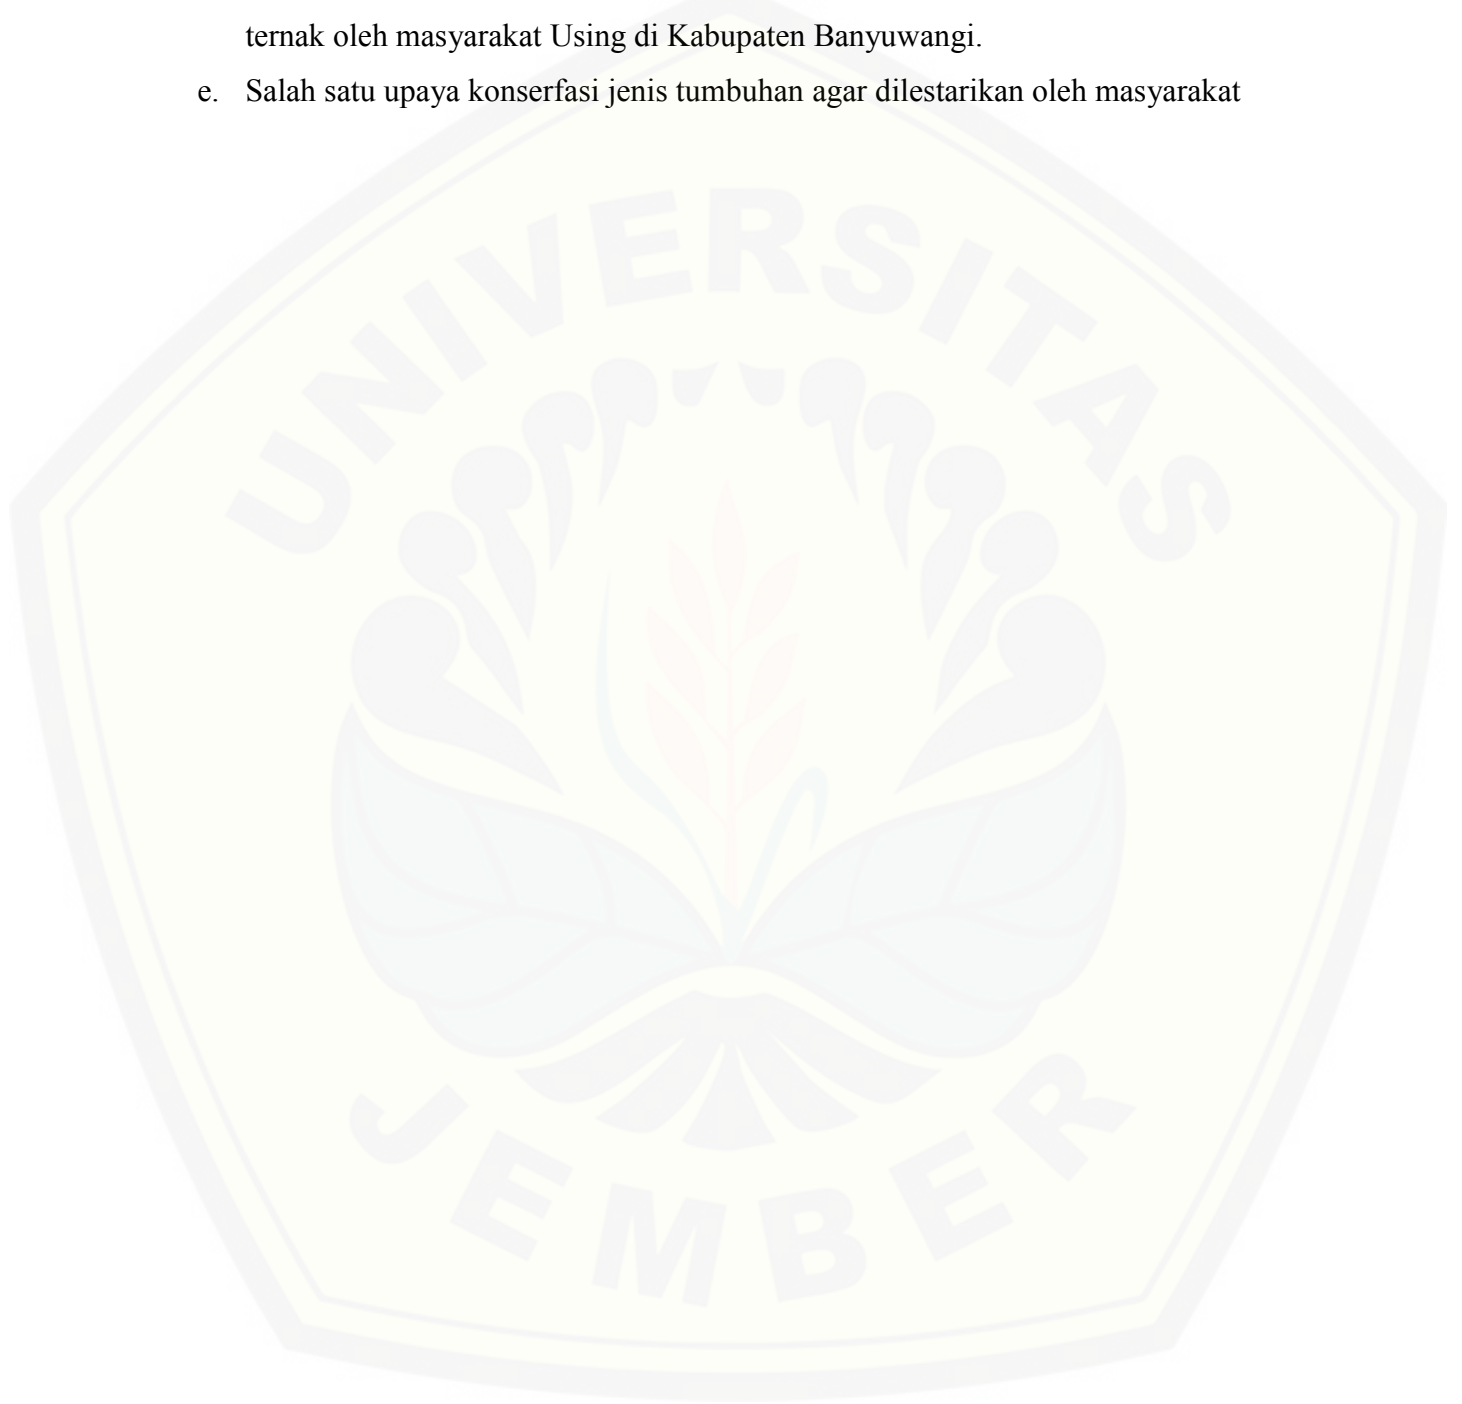 ternak oleh masyarakat Using di Kabupaten Banyuwangi.
e. Salah satu upaya konserfasi jenis tumbuhan agar dilestarikan oleh masyarakat
UNIVERSITAS
JEMBER